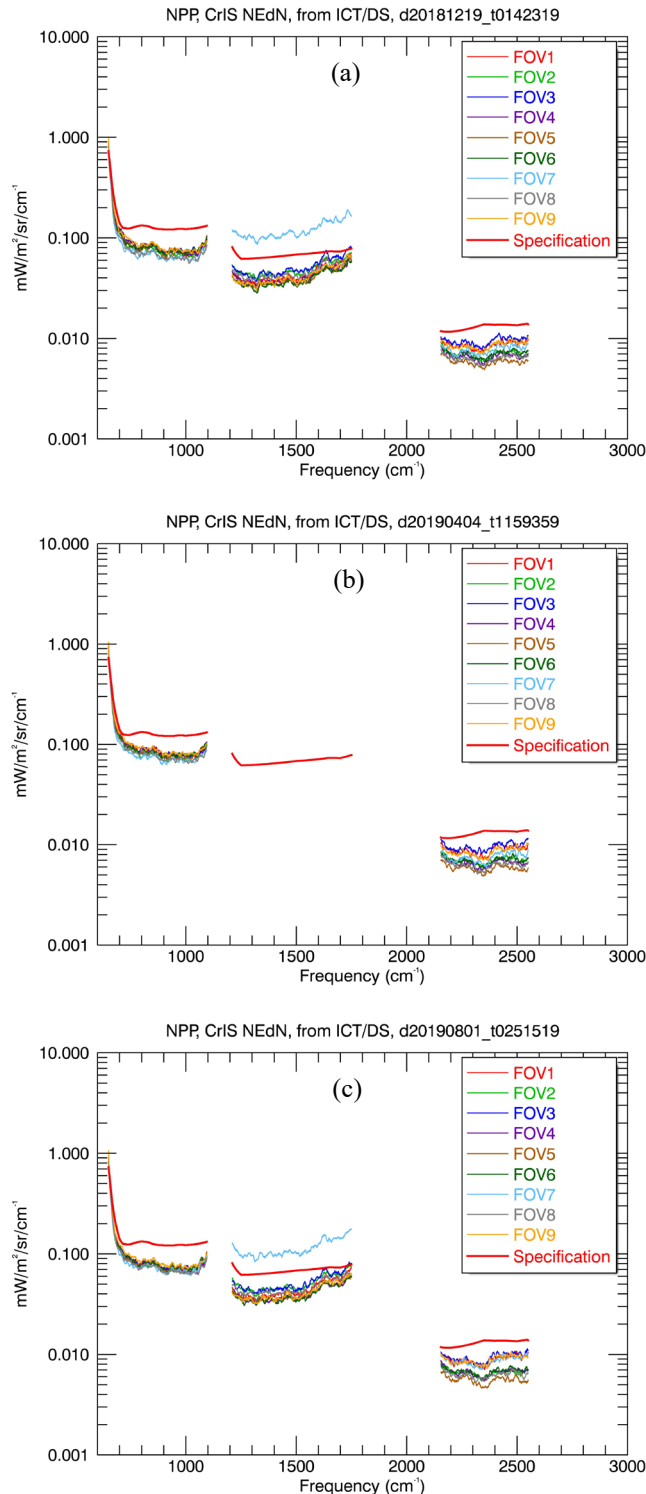 NPP, CrIS NEdN, from ICT/DS, d20181219_t0142319
(a)
10.000
1.000
0.100
0.010
0.001
mW/m²/sr/cm⁻¹
FOV1
FOV2
FOV3
FOV4
FOV5
FOV6
FOV7
FOV8
FOV9
Specification
1000 1500 2000 2500 3000
Frequency (cm⁻¹)
NPP, CrIS NEdN, from ICT/DS, d20190404_t1159359
(b)
10.000
1.000
0.100
0.010
0.001
mW/m²/sr/cm⁻¹
FOV1
FOV2
FOV3
FOV4
FOV5
FOV6
FOV7
FOV8
FOV9
Specification
1000 1500 2000 2500 3000
Frequency (cm⁻¹)
NPP, CrIS NEdN, from ICT/DS, d20190801_t0251519
(c)
10.000
1.000
0.100
0.010
0.001
mW/m²/sr/cm⁻¹
FOV1
FOV2
FOV3
FOV4
FOV5
FOV6
FOV7
FOV8
FOV9
Specification
1000 1500 2000 2500 3000
Frequency (cm⁻¹)